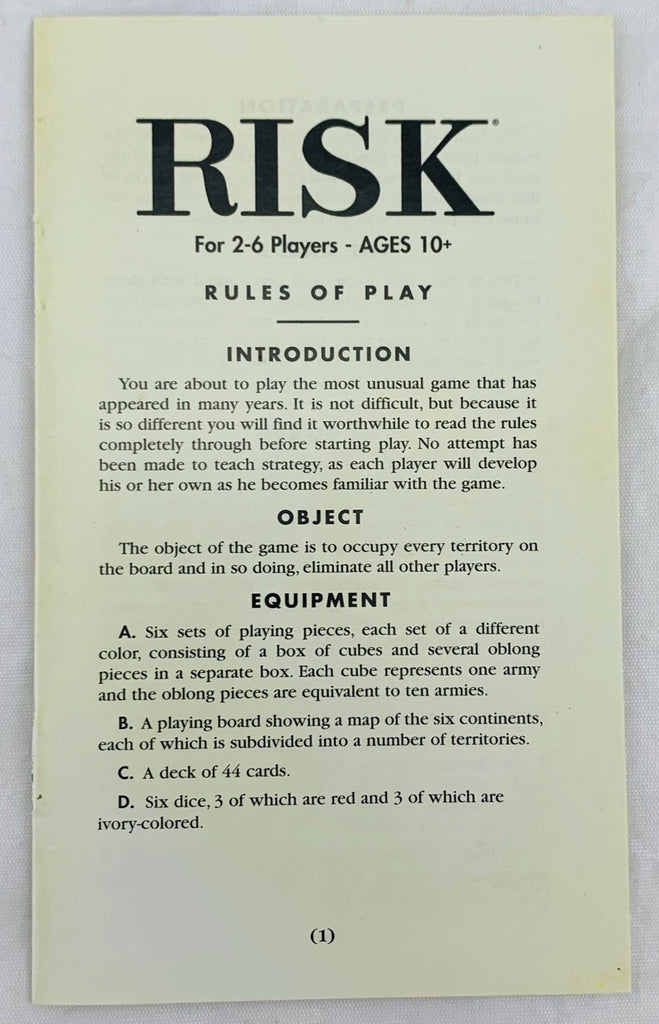 RISK®
For 2-6 Players - AGES 10+
RULES OF PLAY
INTRODUCTION
You are about to play the most unusual game that has
appeared in many years. It is not difficult, but because it
is so different you will find it worthwhile to read the rules
completely through before starting play. No attempt has
been made to teach strategy, as each player will develop
his or her own as he becomes familiar with the game.
OBJECT
The object of the game is to occupy every territory on
the board and in so doing, eliminate all other players.
EQUIPMENT
A. Six sets of playing pieces, each set of a different
color, consisting of a box of cubes and several oblong
pieces in a separate box. Each cube represents one army
and the oblong pieces are equivalent to ten armies.
B. A playing board showing a map of the six continents,
each of which is subdivided into a number of territories.
C. A deck of 44 cards.
D. Six dice, 3 of which are red and 3 of which are
ivory-colored.
(1)